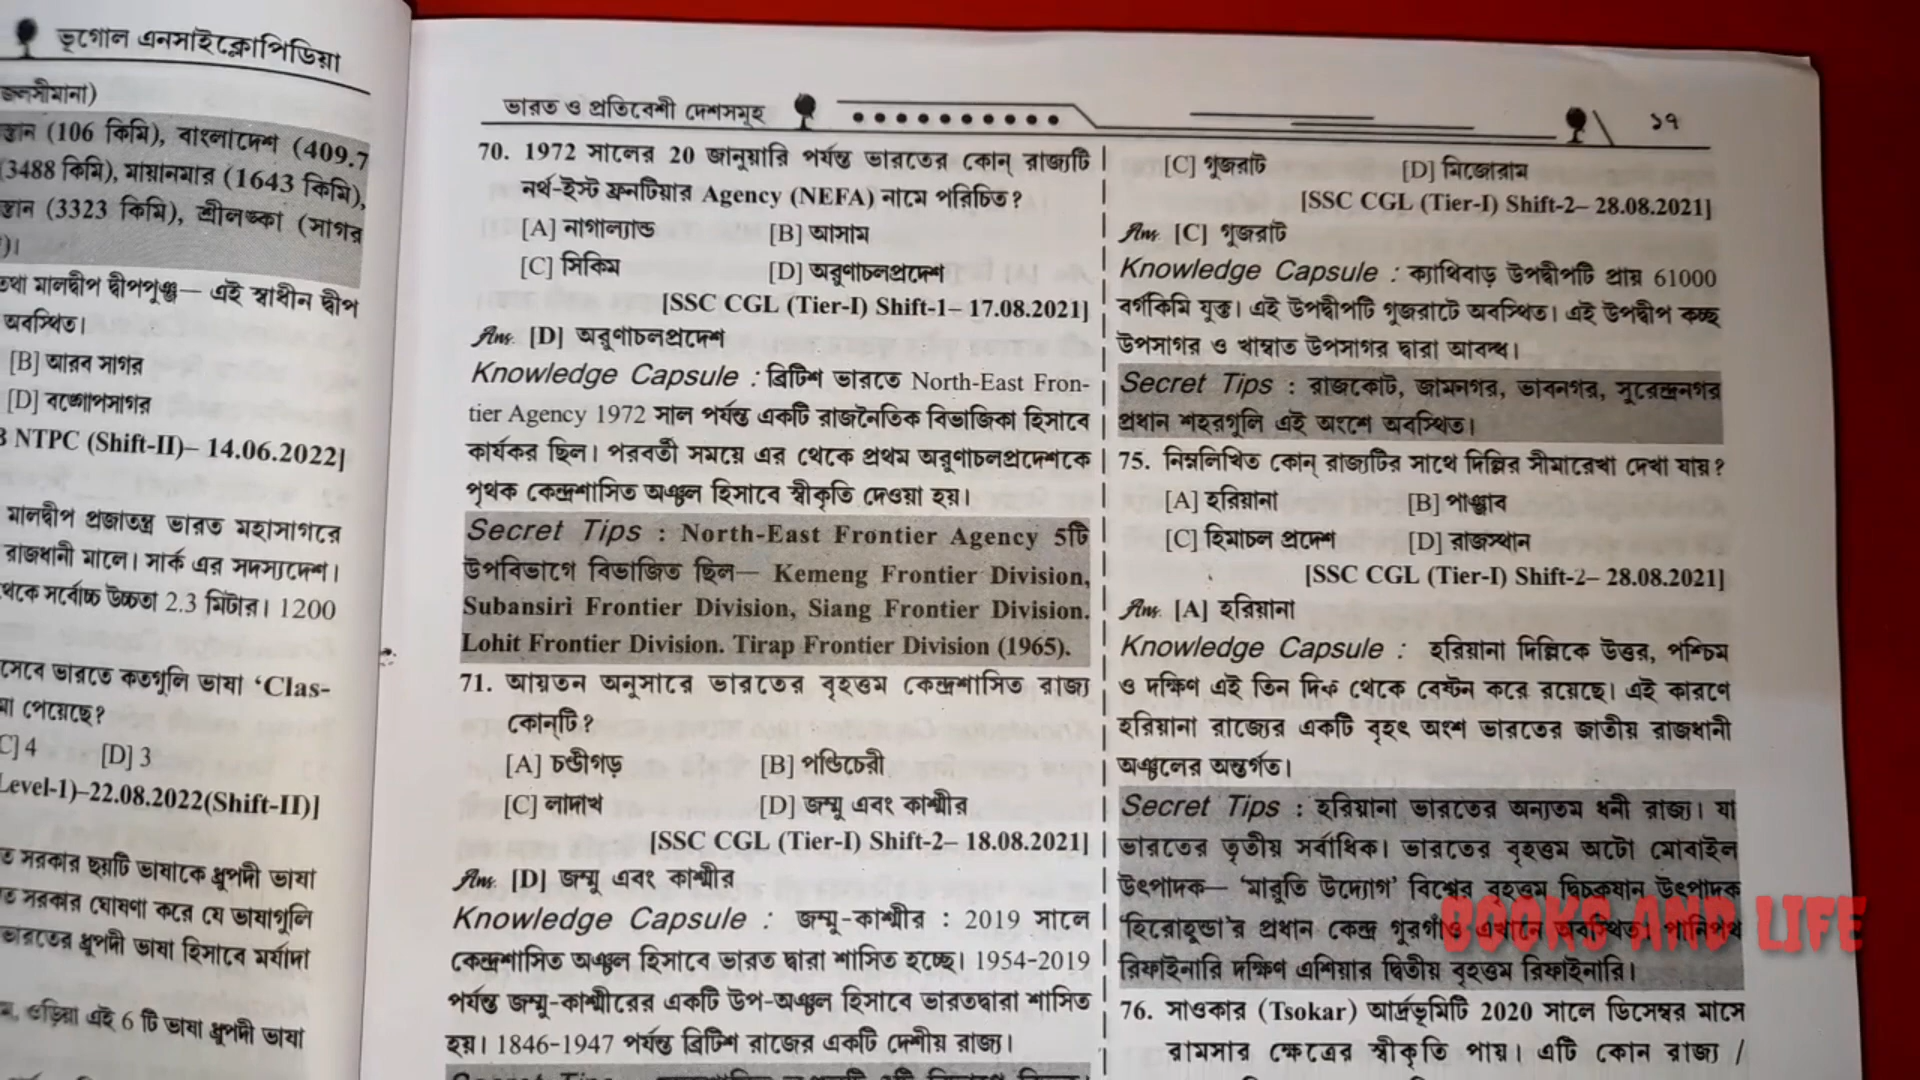 ভূগোল এনসাইক্লোপিডিয়া
জলসীমানা)
স্তান (106 কিমি), বাংলাদেশ (409.7
(3488 কিমি), মায়ানমার (1643 কিমি),
স্তান (3323 কিমি), শ্রীলঙ্কা (সাগর
)।
তথা মালদ্বীপ দ্বীপপুঞ্জ— এই স্বাধীন দ্বীপ
অবস্থিত।
[B] আরব সাগর
[D] বঙ্গোপসাগর
B NTPC (Shift-II)– 14.06.2022]
মালদ্বীপ প্রজাতন্ত্র ভারত মহাসাগরে
রাজধানী মালে। সার্ক এর সদস্যদেশ।
থেকে সর্বোচ্চ উচ্চতা 2.3 মিটার। 1200
সেবে ভারতে কতগুলি ভাষা ‘Clas-
পেয়েছে?
C] 4 [D] 3
Level-1)–22.08.2022(Shift-II)]
ত সরকার ছয়টি ভাষাকে ধ্রুপদী ভাষা
ত সরকার ঘোষণা করে যে ভাষাগুলি
ভারতের ধ্রুপদী ভাষা হিসাবে মর্যাদা
ওড়িয়া এই 6 টি ভাষা ধ্রুপদী ভাষা
ভারত ও প্রতিবেশী দেশসমূহ ১৭
70. 1972 সালের 20 জানুয়ারি পর্যন্ত ভারতের কোন্ রাজ্যটি
নর্থ-ইস্ট ফ্রনটিয়ার Agency (NEFA) নামে পরিচিত?
[A] নাগাল্যান্ড [B] আসাম
[C] সিকিম [D] অরুণাচলপ্রদেশ
[SSC CGL (Tier-I) Shift-1– 17.08.2021]
Ans. [D] অরুণাচলপ্রদেশ
Knowledge Capsule : ব্রিটিশ ভারতে North-East Fron-
tier Agency 1972 সাল পর্যন্ত একটি রাজনৈতিক বিভাজিকা হিসাবে
কার্যকর ছিল। পরবর্তী সময়ে এর থেকে প্রথম অরুণাচলপ্রদেশকে
পৃথক কেন্দ্রশাসিত অঞ্চল হিসাবে স্বীকৃতি দেওয়া হয়।
Secret Tips : North-East Frontier Agency 5টি
উপবিভাগে বিভাজিত ছিল— Kemeng Frontier Division,
Subansiri Frontier Division, Siang Frontier Division.
Lohit Frontier Division. Tirap Frontier Division (1965).
71. আয়তন অনুসারে ভারতের বৃহত্তম কেন্দ্রশাসিত রাজ্য
কোন্‌টি?
[A] চণ্ডীগড় [B] পণ্ডিচেরী
[C] লাদাখ [D] জম্মু এবং কাশ্মীর
[SSC CGL (Tier-I) Shift-2– 18.08.2021]
Ans. [D] জম্মু এবং কাশ্মীর
Knowledge Capsule : জম্মু-কাশ্মীর : 2019 সালে
কেন্দ্রশাসিত অঞ্চল হিসাবে ভারত দ্বারা শাসিত হচ্ছে। 1954-2019
পর্যন্ত জম্মু-কাশ্মীরের একটি উপ-অঞ্চল হিসাবে ভারতদ্বারা শাসিত
হয়। 1846-1947 পর্যন্ত ব্রিটিশ রাজের একটি দেশীয় রাজ্য।
[C] গুজরাট [D] মিজোরাম
[SSC CGL (Tier-I) Shift-2– 28.08.2021]
Ans. [C] গুজরাট
Knowledge Capsule : ক্যাথিবাড় উপদ্বীপটি প্রায় 61000
বর্গকিমি যুক্ত। এই উপদ্বীপটি গুজরাটে অবস্থিত। এই উপদ্বীপ কচ্ছ
উপসাগর ও খাম্বাত উপসাগর দ্বারা আবদ্ধ।
Secret Tips : রাজকোট, জামনগর, ভাবনগর, সুরেন্দ্রনগর
প্রধান শহরগুলি এই অংশে অবস্থিত।
75. নিম্নলিখিত কোন্ রাজ্যটির সাথে দিল্লির সীমারেখা দেখা যায়?
[A] হরিয়ানা [B] পাঞ্জাব
[C] হিমাচল প্রদেশ [D] রাজস্থান
[SSC CGL (Tier-I) Shift-2– 28.08.2021]
Ans. [A] হরিয়ানা
Knowledge Capsule : হরিয়ানা দিল্লিকে উত্তর, পশ্চিম
ও দক্ষিণ এই তিন দিক থেকে বেষ্টন করে রয়েছে। এই কারণে
হরিয়ানা রাজ্যের একটি বৃহৎ অংশ ভারতের জাতীয় রাজধানী
অঞ্চলের অন্তর্গত।
Secret Tips : হরিয়ানা ভারতের অন্যতম ধনী রাজ্য। যা
ভারতের তৃতীয় সর্বাধিক। ভারতের বৃহত্তম অটো মোবাইল
উৎপাদক— ‘মারুতি উদ্যোগ’ বিশ্বের বৃহত্তম দ্বিচক্রযান উৎপাদক
‘হিরোহুন্ডা’র প্রধান কেন্দ্র গুরগাঁও এখানে অবস্থিত। পানিপথ
রিফাইনারি দক্ষিণ এশিয়ার দ্বিতীয় বৃহত্তম রিফাইনারি।
76. সাওকার (Tsokar) আর্দ্রভূমিটি 2020 সালে ডিসেম্বর মাসে
রামসার ক্ষেত্রের স্বীকৃতি পায়। এটি কোন রাজ্য /
BOOKS AND LIFE